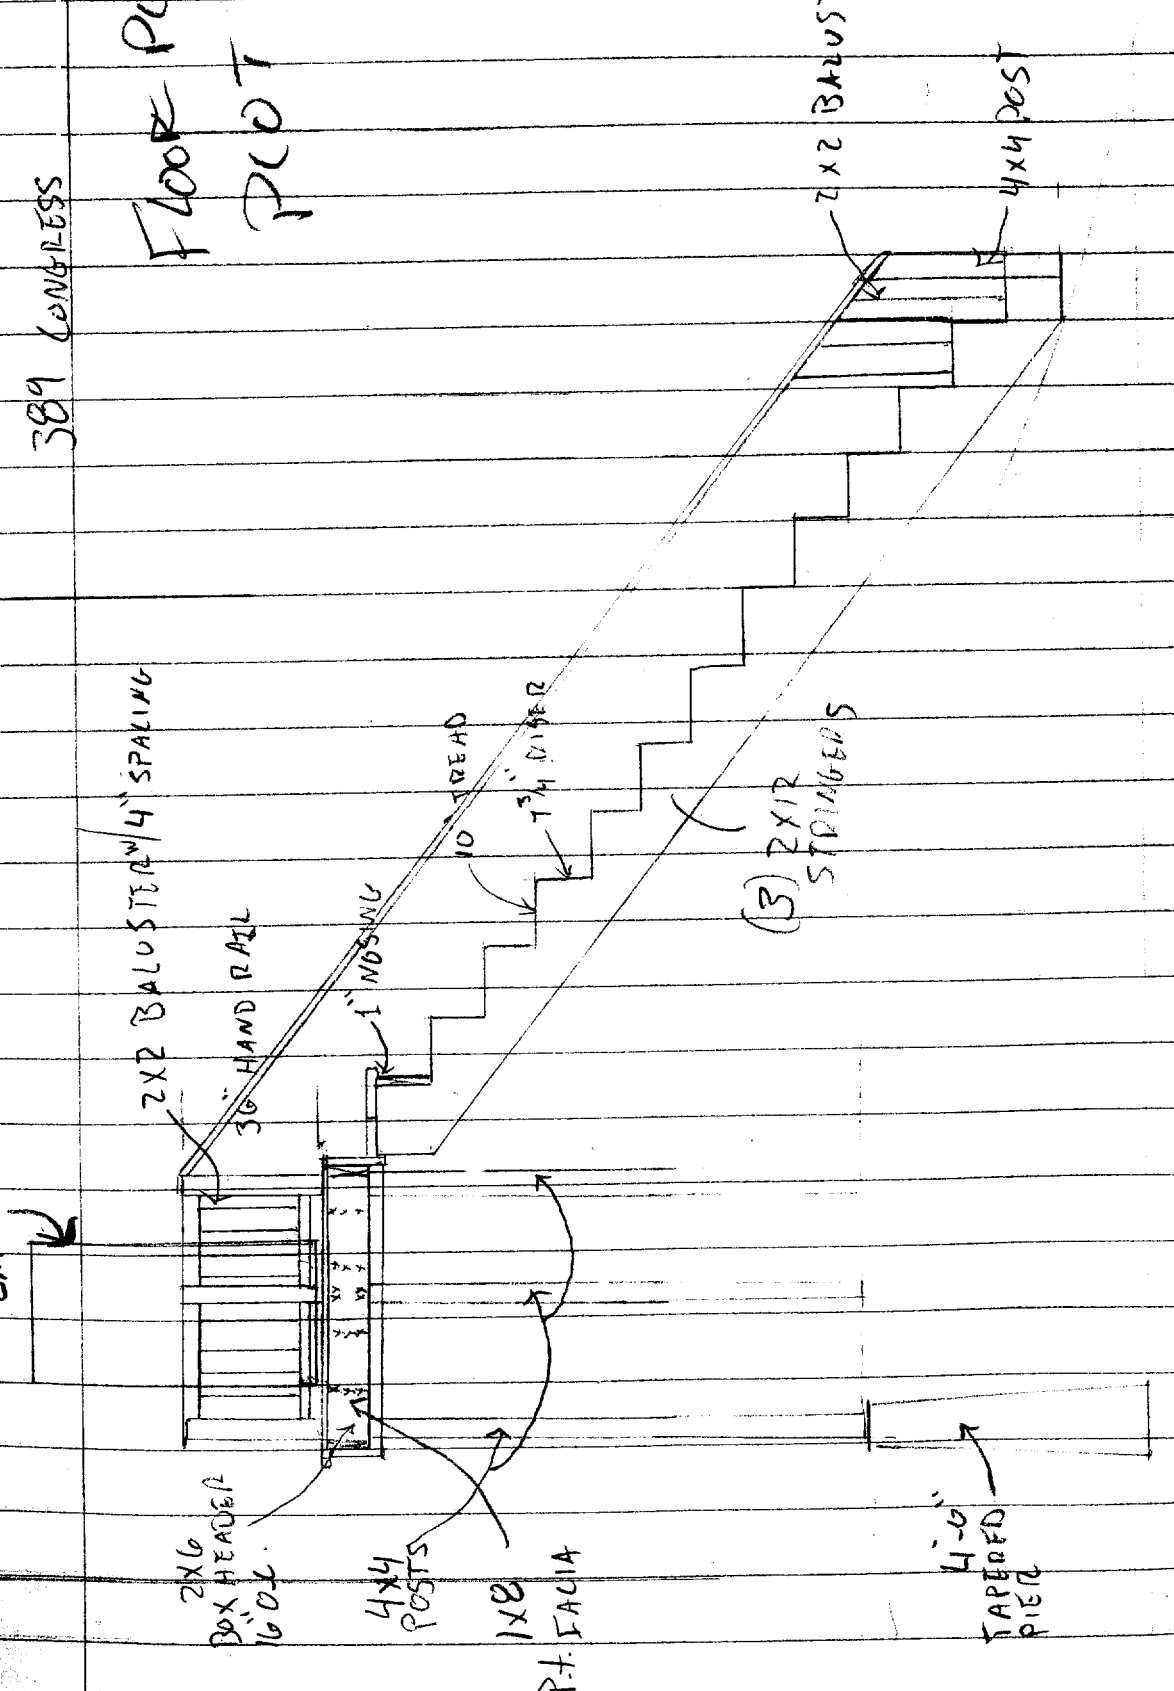 389 CONGRESS
FLOOR
PLOT
2X2 BALUSTER W/4" SPACING
36" HAND RAIL
1" NOSING
10 TREAD
7 3/4" RISER
(3) 2X12
STRINGERS
2X2 BALUST
4X4 POST
2X6
BOX HEADER
16" O.C.
4X4
POSTS
1X8
P.t. FACIA
4'-0"
TAPERED
PIER